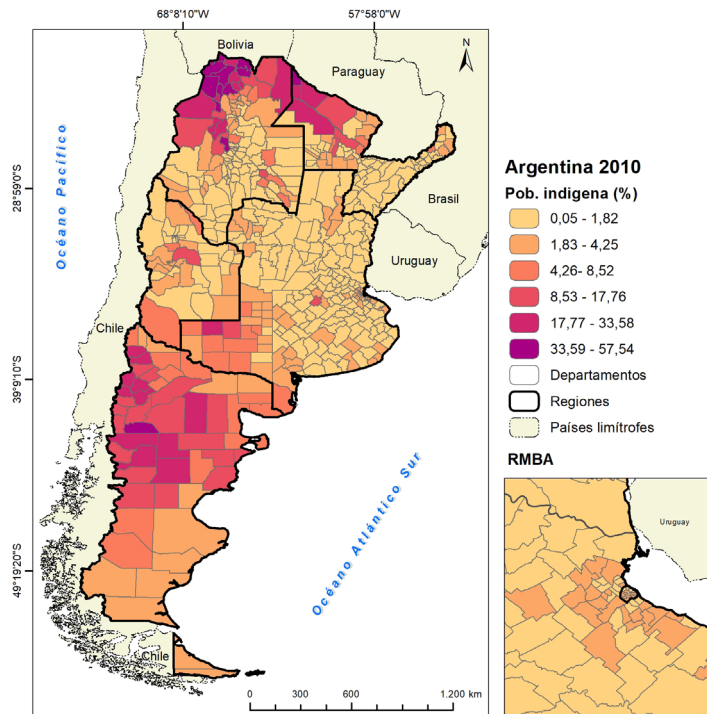 68°8'10"W
57°58'0"W
Bolivia
N
Paraguay
Océano Pacífico
28°59'0"S
Brasil
Uruguay
Chile
39°9'10"S
Océano Atlántico Sur
49°19'20"S
Chile
0 300 600 1.200 km
Argentina 2010
Pob. indigena (%)
0,05 - 1,82
1,83 - 4,25
4,26- 8,52
8,53 - 17,76
17,77 - 33,58
33,59 - 57,54
Departamentos
Regiones
Países limítrofes
RMBA
Uruguay